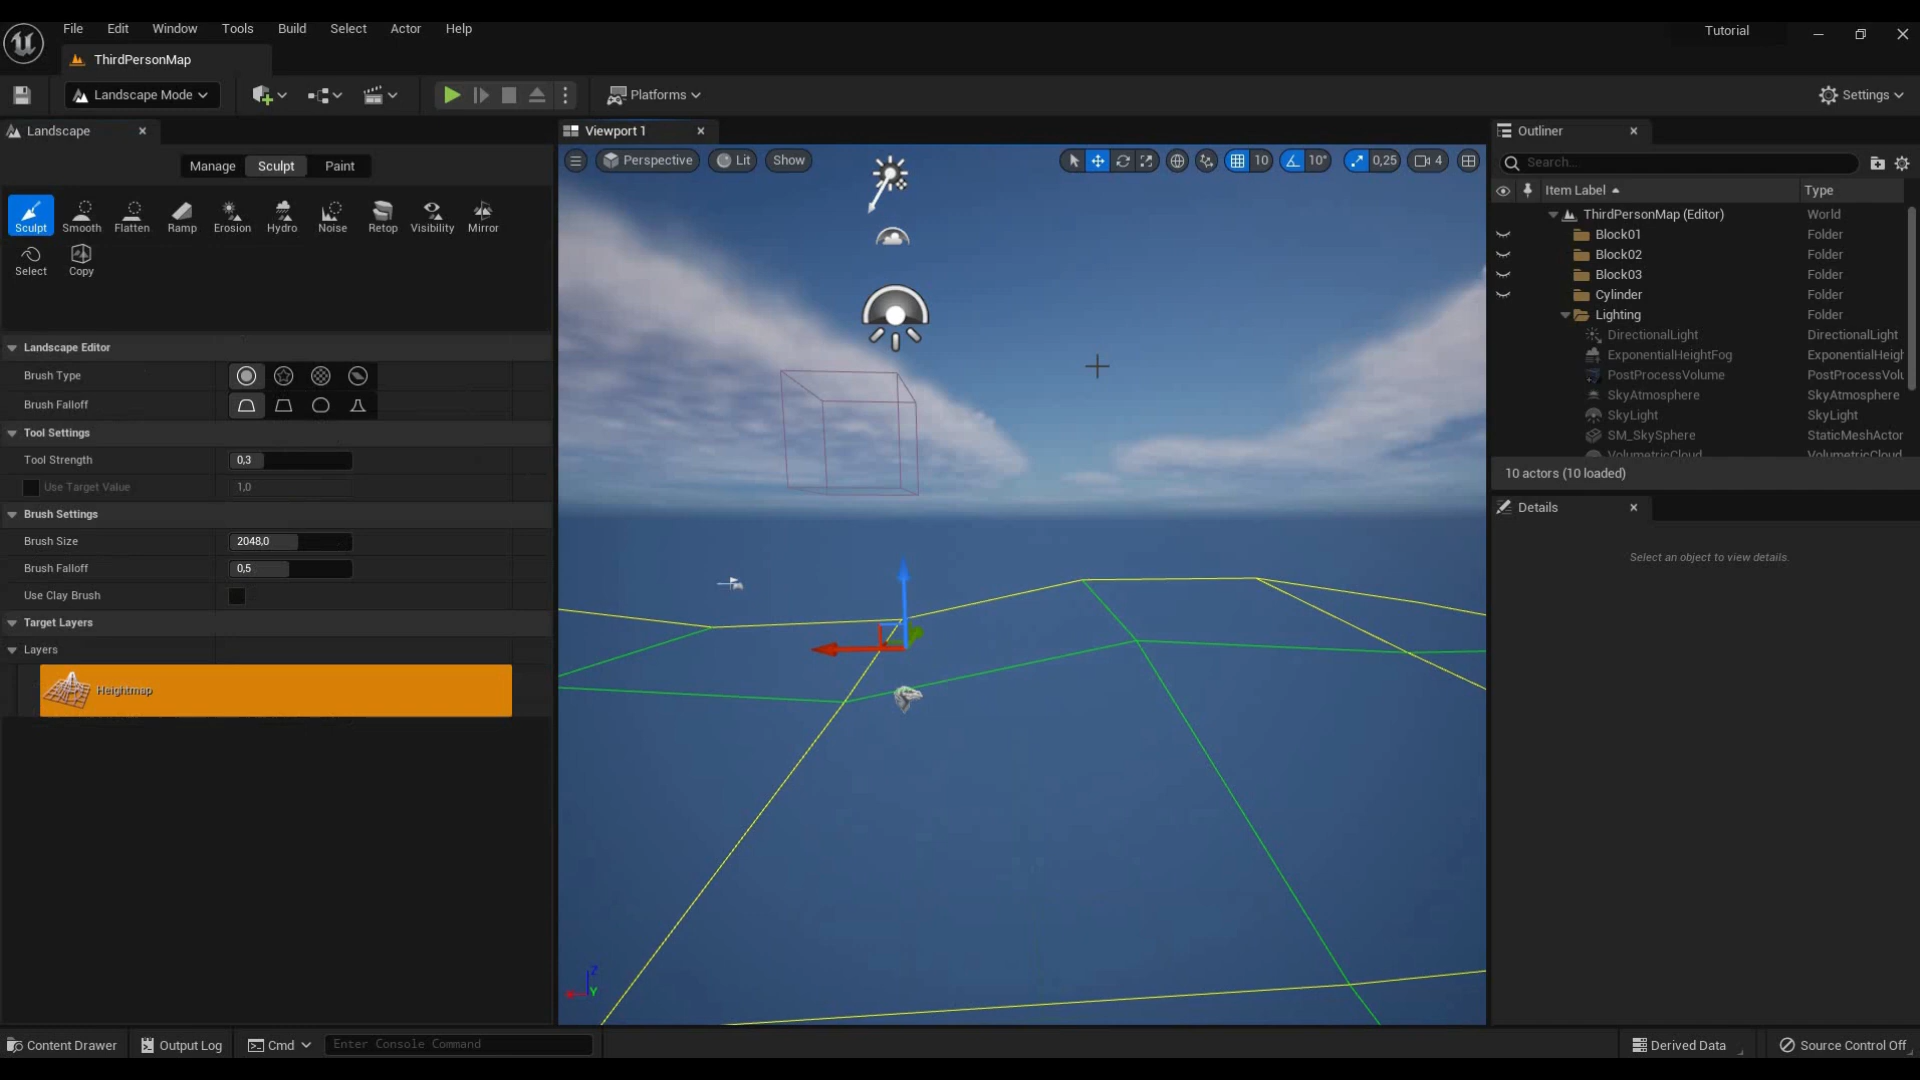 File Edit Window Tools Build Select Actor Help
Tutorial
ThirdPersonMap
Landscape Mode
Platforms
Settings
Landscape
Manage Sculpt Paint
Sculpt Smooth Flatten Ramp Erosion Hydro Noise Retop Visibility Mirror
Select Copy
Landscape Editor
Brush Type
Brush Falloff
Tool Settings
Tool Strength 0,3
Use Target Value 1,0
Brush Settings
Brush Size 2048,0
Brush Falloff 0,5
Use Clay Brush
Target Layers
Layers
Heightmap
Viewport 1
Perspective Lit Show
10 10° 0,25 4
Z
Y
Outliner
Search...
Item Label Type
ThirdPersonMap (Editor) World
Block01 Folder
Block02 Folder
Block03 Folder
Cylinder Folder
Lighting Folder
DirectionalLight DirectionalLight
ExponentialHeightFog ExponentialHeigh
PostProcessVolume PostProcessVolu
SkyAtmosphere SkyAtmosphere
SkyLight SkyLight
SM_SkySphere StaticMeshActor
VolumetricCloud VolumetricCloud
10 actors (10 loaded)
Details
Select an object to view details.
Content Drawer Output Log Cmd Enter Console Command
Derived Data Source Control Off